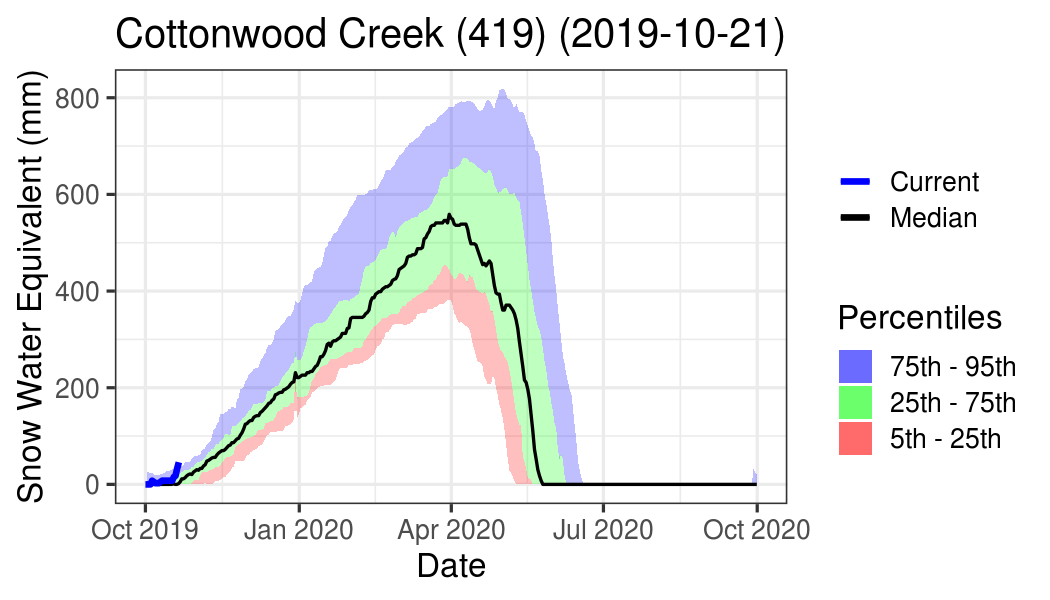 Cottonwood Creek (419) (2019-10-21)
Snow Water Equivalent (mm)
800
600
400
200
0
Oct 2019
Jan 2020
Apr 2020
Jul 2020
Oct 2020
Date
Current
Median
Percentiles
75th - 95th
25th - 75th
5th - 25th